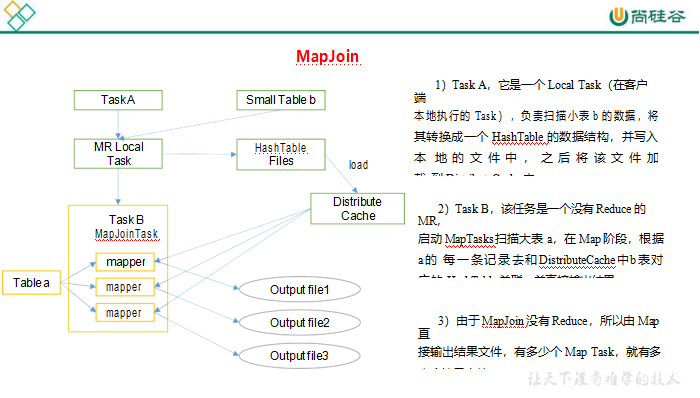 尚硅谷
MapJoin
Task A
Small Table b
MR Local
Task
HashTable
Files
load
Distribute
Cache
Task B
MapJoinTask
mapper
mapper
mapper
Table a
Output file1
Output file2
Output file3
1）Task A，它是一个 Local Task（在客户
端
本地执行的 Task），负责扫描小表 b 的数据，将
其转换成一个 HashTable 的数据结构，并写入
本 地 的 文 件 中 ， 之 后 将 该 文 件 加
2）Task B，该任务是一个没有 Reduce 的
MR，
启动 MapTasks 扫描大表 a，在 Map 阶段，根据
a 的 每一条记录去和 DistributeCache 中 b 表对
3）由于 MapJoin 没有 Reduce，所以由 Map
直
接输出结果文件，有多少个 Map Task，就有多
让天下没有难学的技术